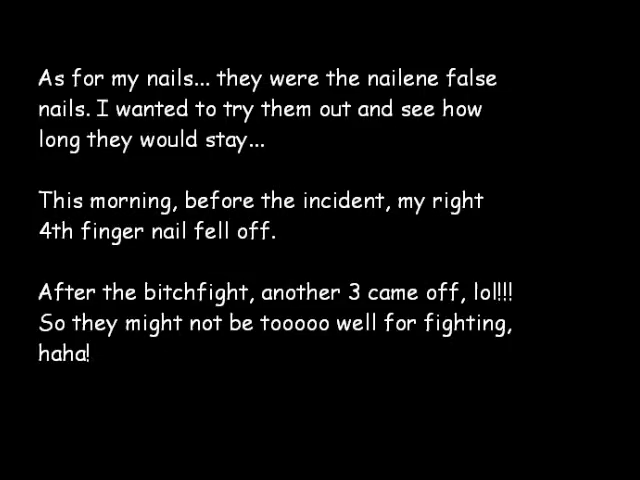 As for my nails... they were the nailene false
nails. I wanted to try them out and see how
long they would stay...
This morning, before the incident, my right
4th finger nail fell off.
After the bitchfight, another 3 came off, lol!!!
So they might not be tooooo well for fighting,
haha!